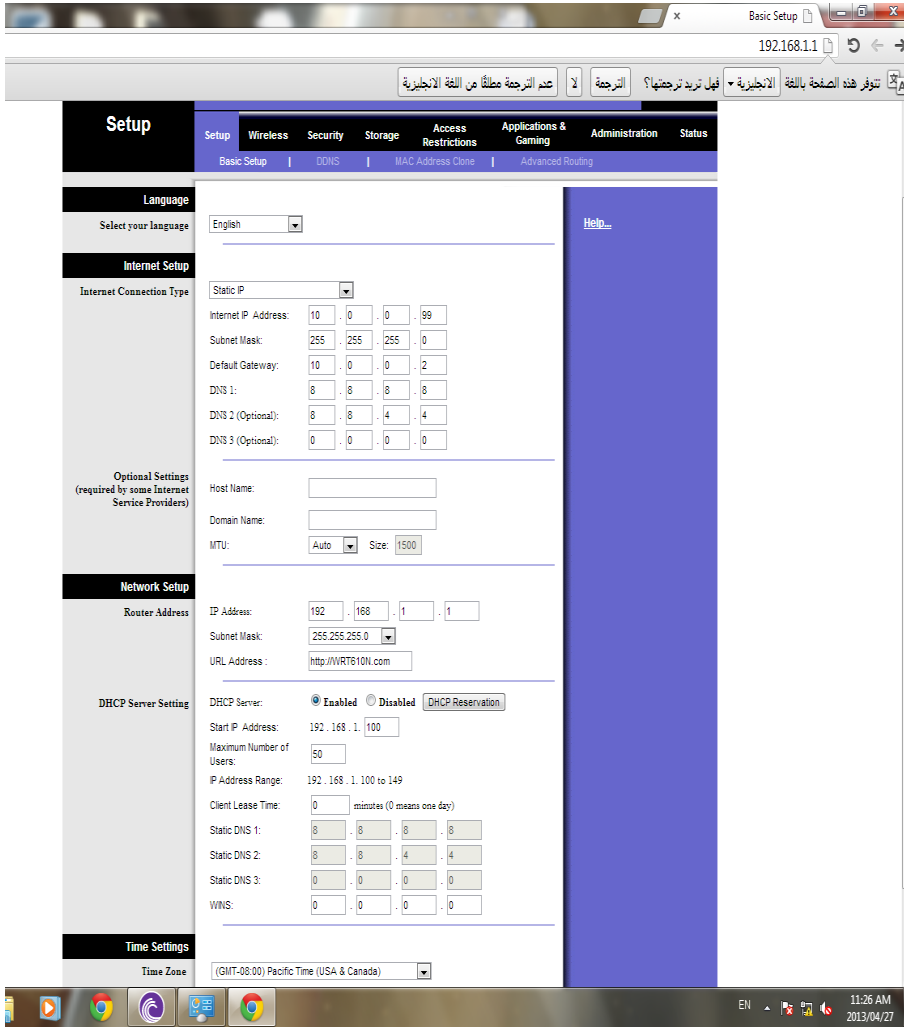 Basic Setup
192.168.1.1
تتوفر هذه الصفحة باللغة الانجليزية فهل تريد ترجمتها؟ الترجمة لا عدم الترجمة مطلقًا من اللغة الانجليزية
Setup
Setup Wireless Security Storage Access Restrictions Applications & Gaming Administration Status
Basic Setup | DDNS | MAC Address Clone | Advanced Routing
Language
Select your language English
Help...
Internet Setup
Internet Connection Type Static IP
Internet IP Address: 10 . 0 . 0 . 99
Subnet Mask: 255 . 255 . 255 . 0
Default Gateway: 10 . 0 . 0 . 2
DNS 1: 8 . 8 . 8 . 8
DNS 2 (Optional): 8 . 8 . 4 . 4
DNS 3 (Optional): 0 . 0 . 0 . 0
Optional Settings
(required by some Internet
Service Providers)
Host Name:
Domain Name:
MTU: Auto Size: 1500
Network Setup
Router Address IP Address: 192 . 168 . 1 . 1
Subnet Mask: 255.255.255.0
URL Address : http://WRT610N.com
DHCP Server Setting DHCP Server: Enabled Disabled DHCP Reservation
Start IP Address: 192 . 168 . 1. 100
Maximum Number of
Users: 50
IP Address Range: 192 . 168 . 1. 100 to 149
Client Lease Time: 0 minutes (0 means one day)
Static DNS 1: 8 . 8 . 8 . 8
Static DNS 2: 8 . 8 . 4 . 4
Static DNS 3: 0 . 0 . 0 . 0
WINS: 0 . 0 . 0 . 0
Time Settings
Time Zone (GMT-08:00) Pacific Time (USA & Canada)
EN 11:26 AM
2013/04/27